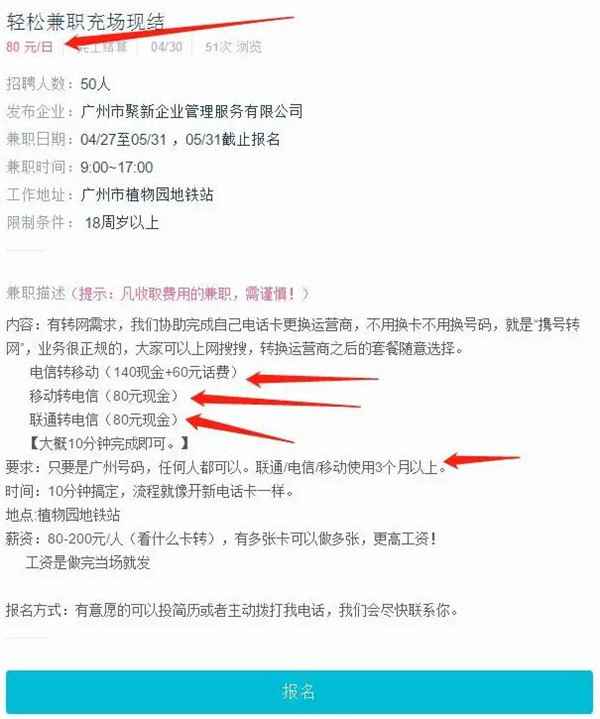 轻松兼职充场现结
80 元/日 完工结算 04/30 51次 浏览
招聘人数：50人
发布企业：广州市聚新企业管理服务有限公司
兼职日期：04/27至05/31 ，05/31截止报名
兼职时间：9:00~17:00
工作地址：广州市植物园地铁站
限制条件： 18周岁以上
兼职描述（提示：凡收取费用的兼职，需谨慎！）
内容：有转网需求，我们协助完成自己电话卡更换运营商，不用换卡不用换号码，就是“携号转
网”，业务很正规的，大家可以上网搜搜，转换运营商之后的套餐随意选择。
电信转移动（140现金+60元话费）
移动转电信（80元现金）
联通转电信（80元现金）
【大概10分钟完成即可。】
要求：只要是广州号码，任何人都可以。联通/电信/移动使用3个月以上。
时间：10分钟搞定，流程就像开新电话卡一样。
地点:植物园地铁站
薪资：80-200元/人（看什么卡转），有多张卡可以做多张，更高工资！
工资是做完当场就发
报名方式：有意愿的可以投简历或者主动拨打我电话，我们会尽快联系你。
报名